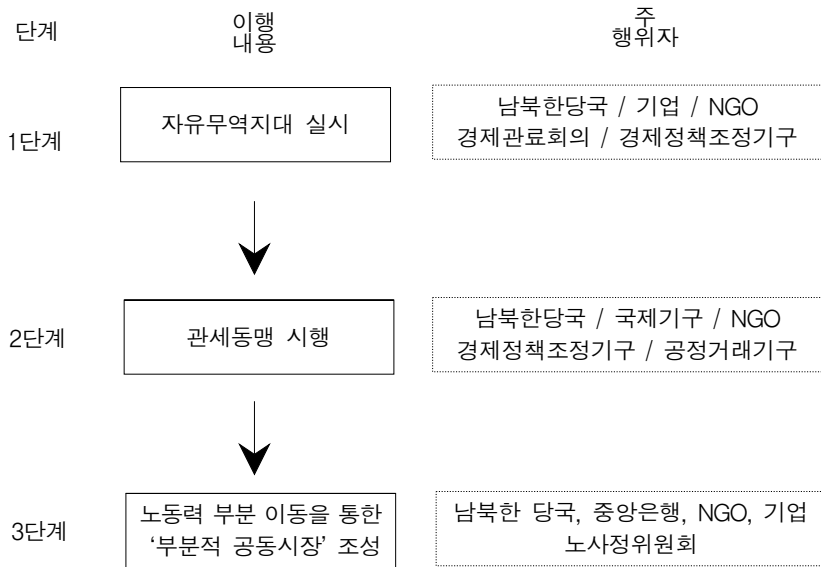 단계
이행
내용
주
행위자
1단계
자유무역지대 실시
남북한당국 / 기업 / NGO
경제관료회의 / 경제정책조정기구
2단계
관세동맹 시행
남북한당국 / 국제기구 / NGO
경제정책조정기구 / 공정거래기구
3단계
노동력 부분 이동을 통한
‘부분적 공동시장’ 조성
남북한 당국, 중앙은행, NGO, 기업
노사정위원회